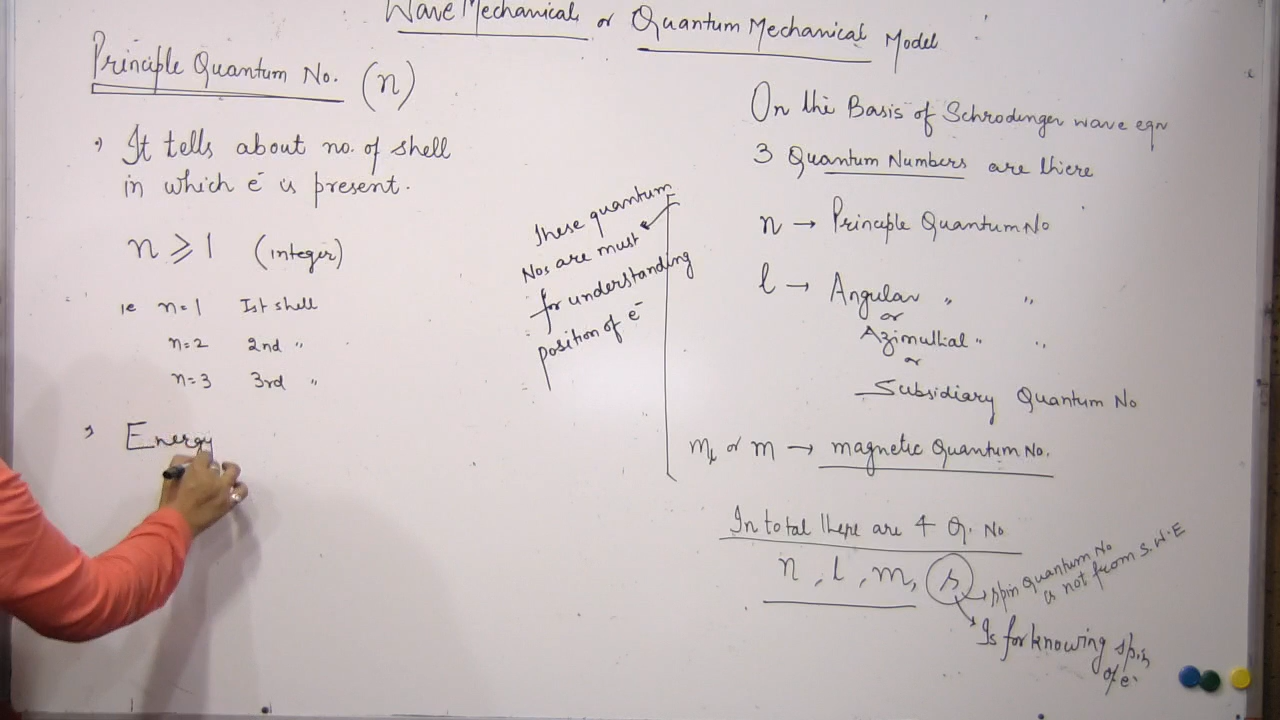 Wave Mechanical or Quantum Mechanical Model
Principle Quantum No. (n)
It tells about no. of shell
in which e⁻ is present.
n ⩾ 1 (integer)
ie n=1 Ist shell
n=2 2nd "
n=3 3rd "
Energy
These quantum
Nos are must
for understanding
position of e⁻
On the Basis of Schrodinger wave eqn
3 Quantum Numbers are there
n → Principle Quantum No
l → Angular " "
or
Azimuthal " "
or
Subsidiary Quantum No
mₗ or m → magnetic Quantum No.
In total there are 4 Q. No
n, l, m, s
spin quantum No
is not from S.W.E
Is for knowing spin
of e⁻